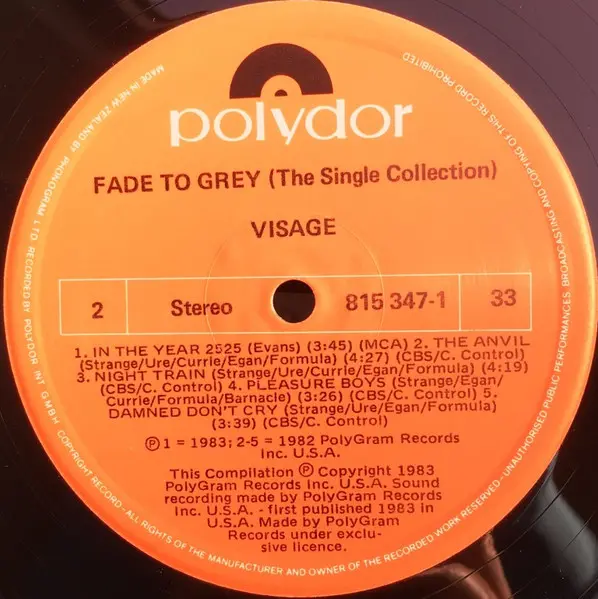 polydor
FADE TO GREY (The Single Collection)
VISAGE
2 Stereo 815 347-1 33
1. IN THE YEAR 2525 (Evans) (3:45) (MCA) 2. THE ANVIL
(Strange/Ure/Currie/Egan/Formula) (4:27) (CBS/C. Control)
3. NIGHT TRAIN (Strange/Ure/Currie/Egan/Formula) (4:19)
(CBS/C. Control) 4. PLEASURE BOYS (Strange/Egan/
Currie/Formula/Barnacle) (3:26) (CBS/C. Control) 5.
DAMNED DON'T CRY (Strange/Ure/Egan/Formula)
(3:39) (CBS/C. Control)
Ⓟ 1 = 1983; 2-5 = 1982 PolyGram Records
Inc. U.S.A.
This Compilation Ⓟ Copyright 1983
PolyGram Records Inc. U.S.A. Sound
recording made by PolyGram Records
Inc. U.S.A. - first published 1983 in
U.S.A. Made by PolyGram
Records under exclu-
sive licence.
MADE IN NEW ZEALAND BY PHONOGRAM LTD. RECORDED BY POLYDOR INT. GMBH COPYRIGHT RECORD - ALL RIGHTS OF THE MANUFACTURER AND OWNER OF THE RECORDED WORK RESERVED - UNAUTHORISED PUBLIC PERFORMANCES, BROADCASTING AND COPYING OF THIS RECORD PROHIBITED